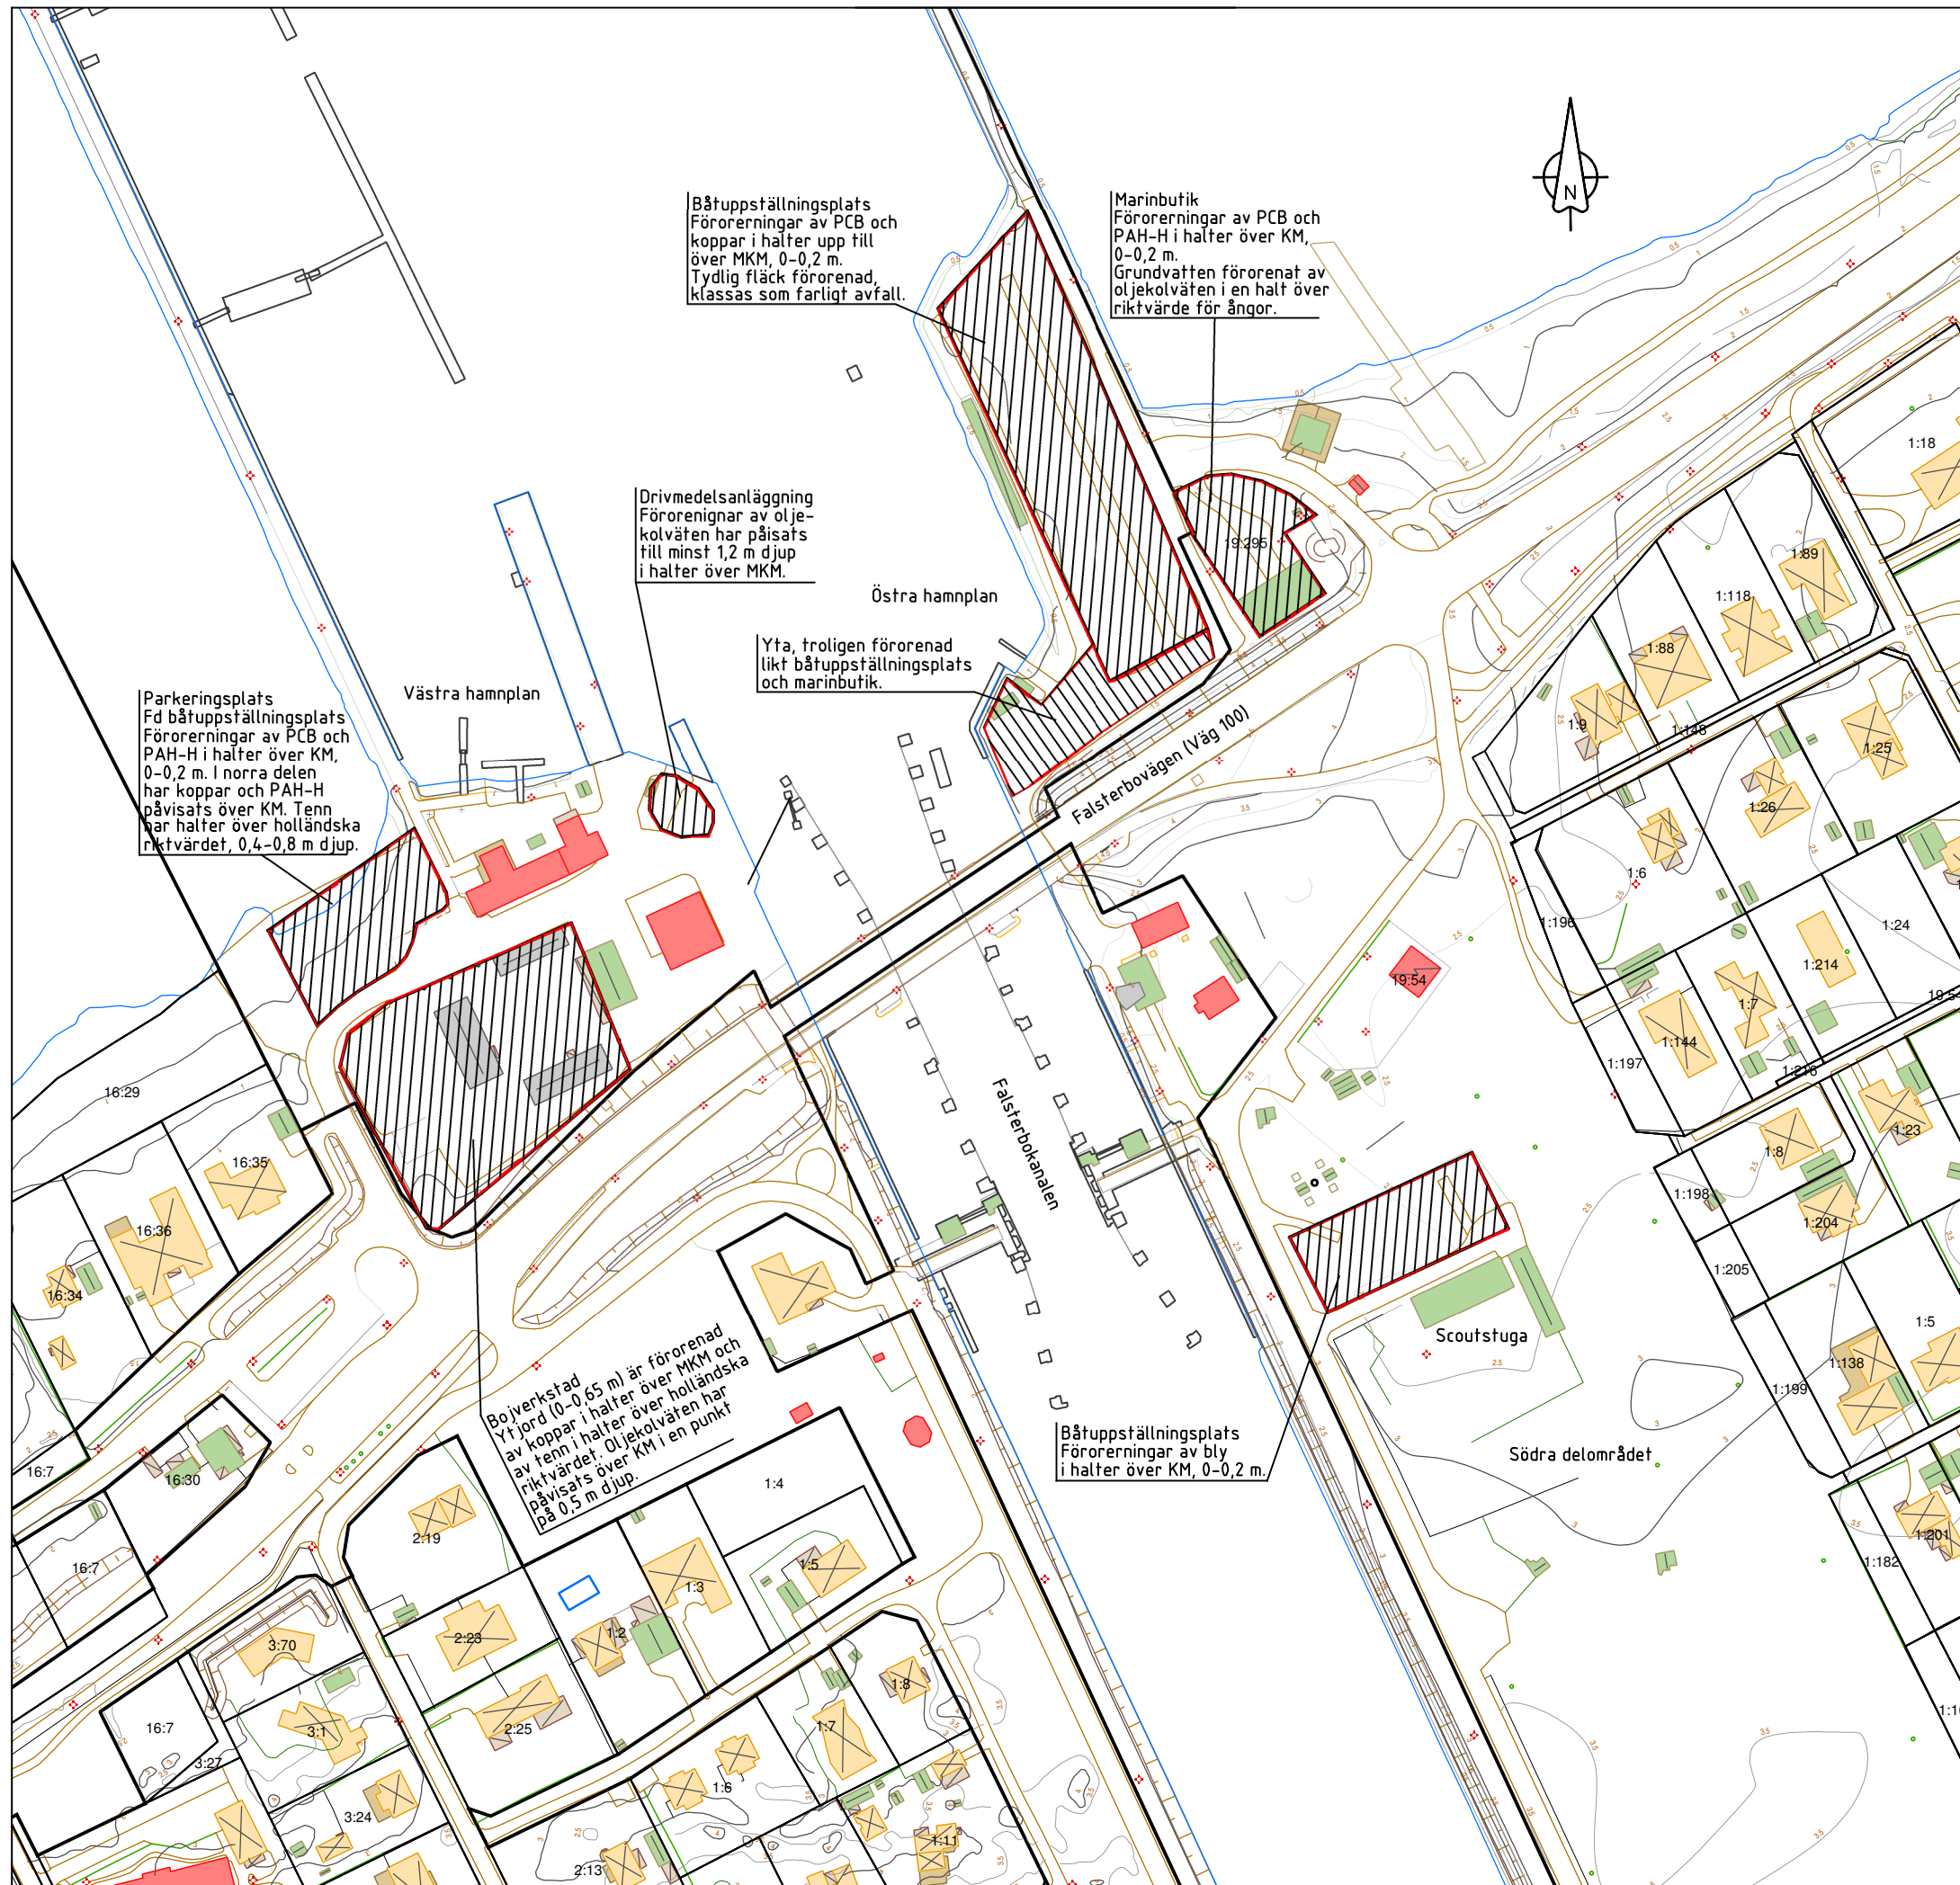 N
Båtuppställningsplats
Förorerningar av PCB och
koppar i halter upp till
över MKM, 0-0,2 m.
Tydlig fläck förorenad,
klassas som farligt avfall.
Marinbutik
Förorerningar av PCB och
PAH-H i halter över KM,
0-0,2 m.
Grundvatten förorenat av
oljekolväten i en halt över
riktvärde för ångor.
Drivmedelsanläggning
Förorenignar av olje-
kolväten har påisats
till minst 1,2 m djup
i halter över MKM.
Östra hamnplan
Yta, troligen förorenad
likt båtuppställningsplats
och marinbutik.
Västra hamnplan
Parkeringsplats
Fd båtuppställningsplats
Förorerningar av PCB och
PAH-H i halter över KM,
0-0,2 m. I norra delen
har koppar och PAH-H
påvisats över KM. Tenn
har halter över holländska
riktvärdet, 0,4-0,8 m djup.
Falsterbovägen (Väg 100)
Falsterbokanalen
Bojverkstad
Ytjord (0-0,65 m) är förorenad
av koppar i halter över MKM och
av tenn i halter över holländska
riktvärdet. Oljekolväten har
påvisats över KM i en punkt
på 0,5 m djup.
Båtuppställningsplats
Förorerningar av bly
i halter över KM, 0-0,2 m.
Scoutstuga
Södra delområdet
19:295
1:18
1:89
1:118
1:88
1:9
1:148
1:25
1:26
1:6
1:196
1:24
1:214
19:54
1:7
1:144
1:197
1:216
1:23
1:8
1:198
1:204
1:205
1:5
1:138
1:199
1:201
1:182
16:29
16:35
16:36
16:34
16:7
16:30
16:7
2:19
1:4
1:5
1:3
1:2
2:23
2:25
3:70
3:1
16:7
3:27
3:24
1:8
1:7
1:6
1:11
2:13